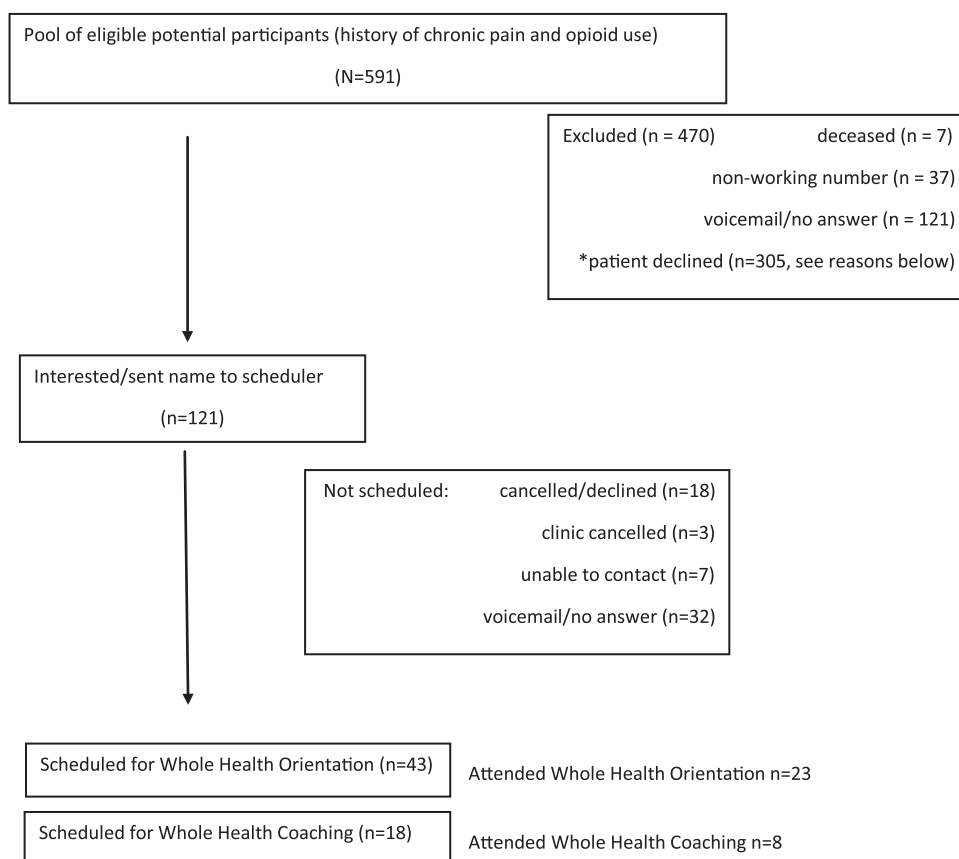 Pool of eligible potential participants (history of chronic pain and opioid use)
(N=591)
Excluded (n = 470) deceased (n = 7)
non-working number (n = 37)
voicemail/no answer (n = 121)
*patient declined (n=305, see reasons below)
Interested/sent name to scheduler
(n=121)
Not scheduled: cancelled/declined (n=18)
clinic cancelled (n=3)
unable to contact (n=7)
voicemail/no answer (n=32)
Scheduled for Whole Health Orientation (n=43)
Attended Whole Health Orientation n=23
Scheduled for Whole Health Coaching (n=18)
Attended Whole Health Coaching n=8